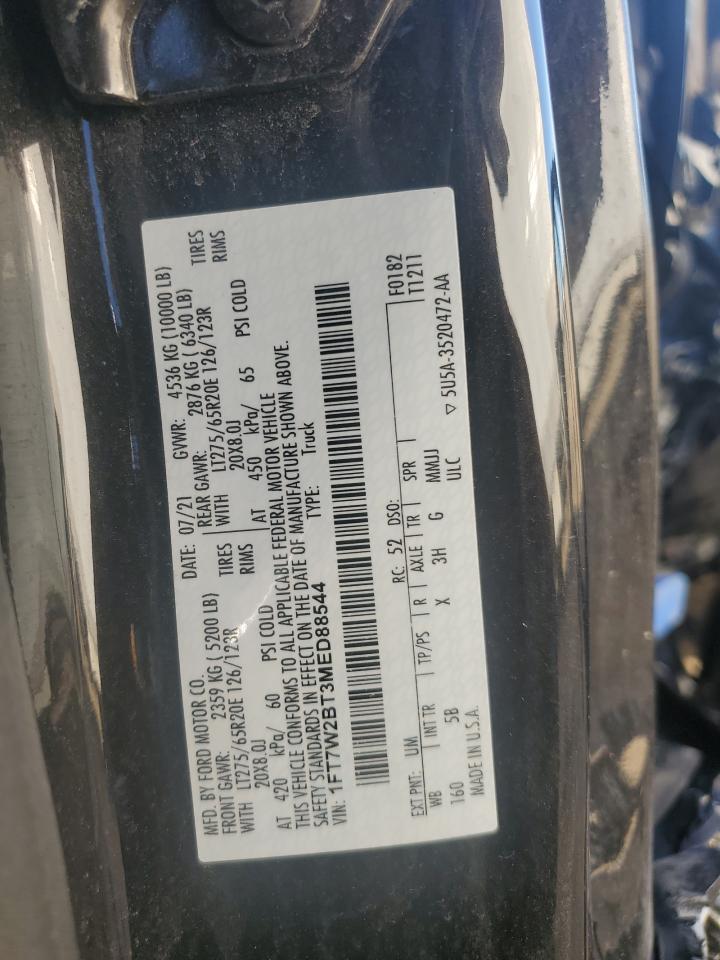 MFD. BY FORD MOTOR CO. DATE: 07/21 GVWR: 4536 KG (10000 LB)
FRONT GAWR: 2359 KG ( 5200 LB) REAR GAWR: 2876 KG ( 6340 LB)
WITH LT275/65R20E 126/123R TIRES WITH LT275/65R20E 126/123R TIRES
20X8.0J RIMS 20X8.0J RIMS
AT 420 kPa/ 60 PSI COLD AT 450 kPa/ 65 PSI COLD
THIS VEHICLE CONFORMS TO ALL APPLICABLE FEDERAL MOTOR VEHICLE
SAFETY STANDARDS IN EFFECT ON THE DATE OF MANUFACTURE SHOWN ABOVE.
VIN: 1FT7W2BT3MED88544 TYPE: Truck
F0182
EXT PNT: UM RC: 52 DSO: T1211
WB INT TR TP/PS R AXLE TR SPR
160 5B X 3H G MMUJ
MADE IN U.S.A. ULC ▽ 5U5A-3520472-AA